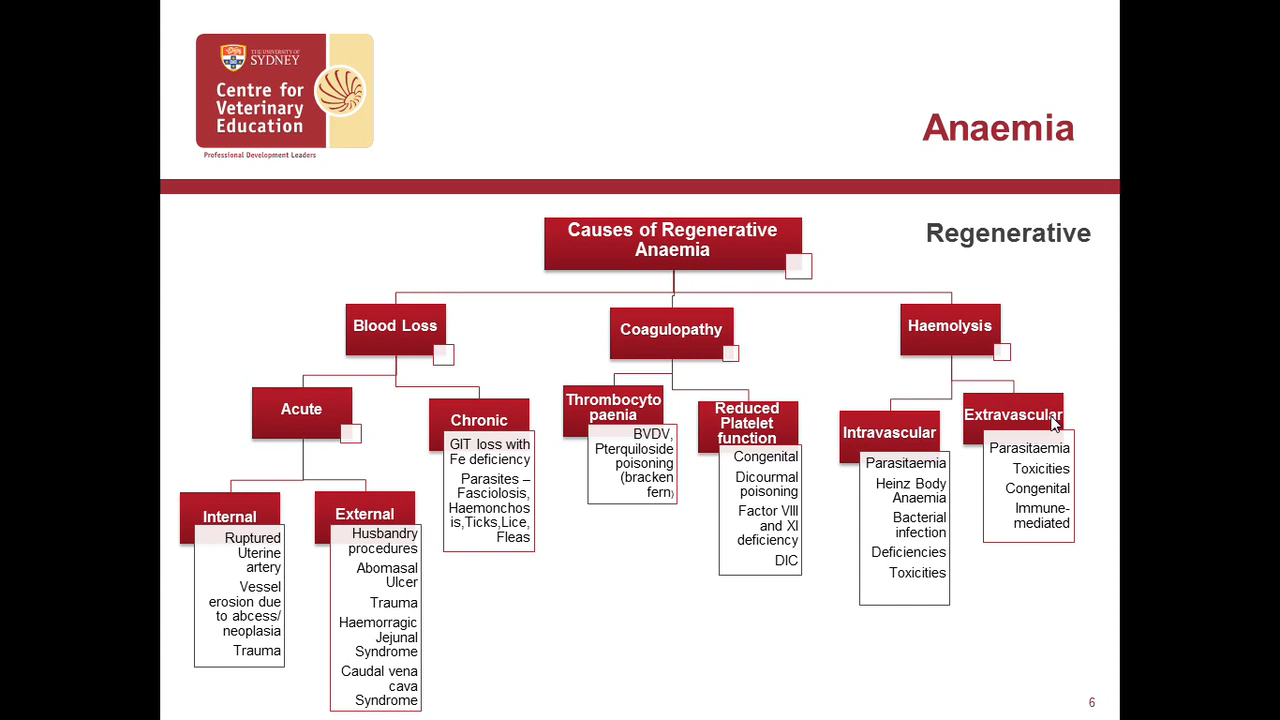 THE UNIVERSITY OF
SYDNEY
Centre for
Veterinary
Education
Professional Development Leaders
Anaemia
Regenerative
Causes of Regenerative
Anaemia
Blood Loss
Acute
Internal
Ruptured
Uterine
artery
Vessel
erosion due
to abcess/
neoplasia
Trauma
External
Husbandry
procedures
Abomasal
Ulcer
Trauma
Haemorragic
Jejunal
Syndrome
Caudal vena
cava
Syndrome
Chronic
GIT loss with
Fe deficiency
Parasites –
Fasciolosis,
Haemonchos
is,Ticks,Lice,
Fleas
Coagulopathy
Thrombocyto
paenia
BVDV,
Pterquiloside
poisoning
(bracken
fern)
Reduced
Platelet
function
Congenital
Dicourmal
poisoning
Factor VIII
and XI
deficiency
DIC
Haemolysis
Intravascular
Parasitaemia
Heinz Body
Anaemia
Bacterial
infection
Deficiencies
Toxicities
Extravascular
Parasitaemia
Toxicities
Congenital
Immune-
mediated
6